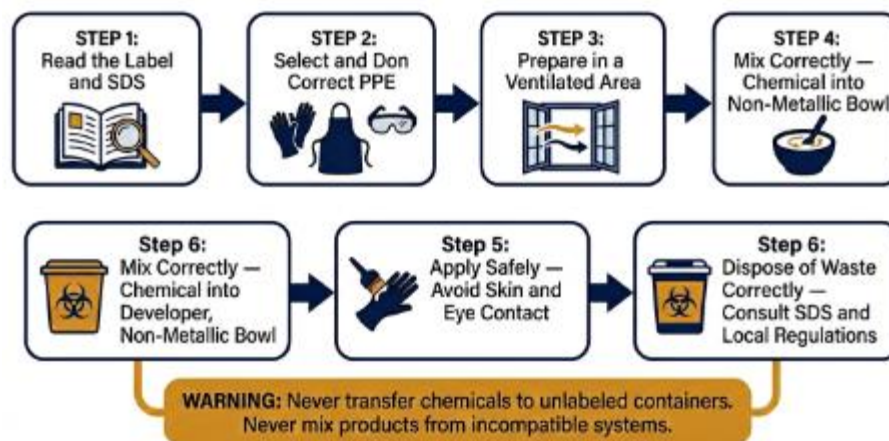 STEP 1:
Read the Label
and SDS
STEP 2:
Select and Don
Correct PPE
STEP 3:
Prepare in a
Ventilated Area
STEP 4:
Mix Correctly —
Chemical into
Non-Metallic Bowl
Step 6:
Mix Correctly —
Chemical into
Developer,
Non-Metallic Bowl
Step 5:
Apply Safely —
Avoid Skin and
Eye Contact
Step 6:
Dispose of Waste
Correctly —
Consult SDS and
Local Regulations
WARNING: Never transfer chemicals to unlabeled containers.
Never mix products from incompatible systems.